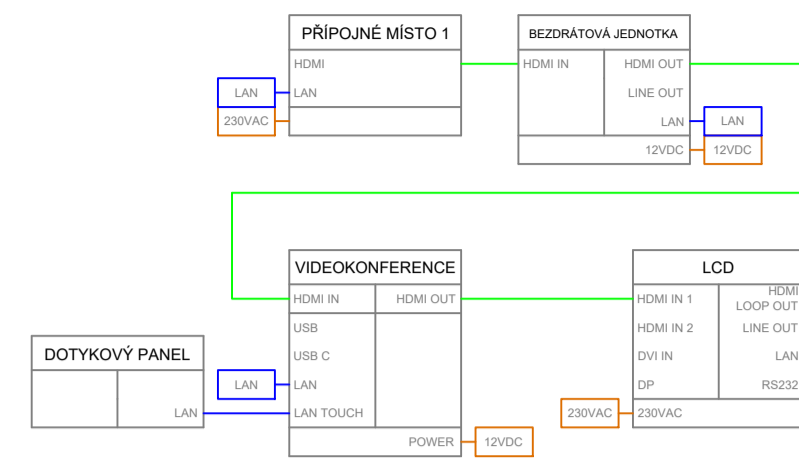 PŘÍPOJNÉ MÍSTO 1
HDMI
LAN
LAN
230VAC
BEZDRÁTOVÁ JEDNOTKA
HDMI IN
HDMI OUT
LINE OUT
LAN
LAN
12VDC
12VDC
VIDEOKONFERENCE
HDMI IN
HDMI OUT
USB
USB C
LAN
LAN
LAN TOUCH
POWER
12VDC
DOTYKOVÝ PANEL
LAN
LCD
HDMI IN 1
HDMI
LOOP OUT
HDMI IN 2
LINE OUT
DVI IN
LAN
DP
RS232
230VAC
230VAC